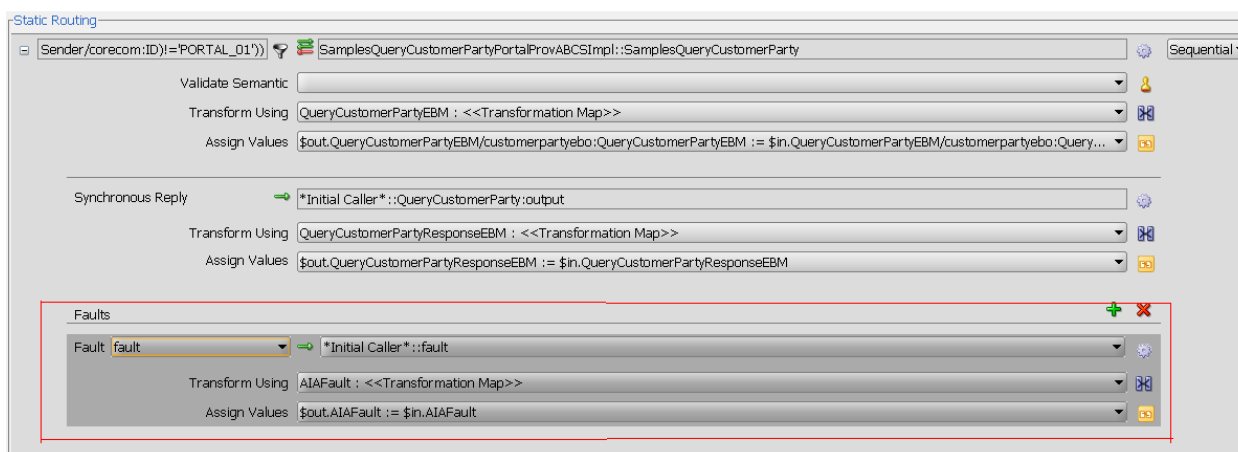 Static Routing
Sender/corecom:ID)!='PORTAL_01')) SamplesQueryCustomerPartyPortalProvABCSImpl::SamplesQueryCustomerParty Sequential
Validate Semantic
Transform Using QueryCustomerPartyEBM : <<Transformation Map>>
Assign Values $out.QueryCustomerPartyEBM/customerpartyebo:QueryCustomerPartyEBM := $in.QueryCustomerPartyEBM/customerpartyebo:Query...
Synchronous Reply *Initial Caller*::QueryCustomerParty:output
Transform Using QueryCustomerPartyResponseEBM : <<Transformation Map>>
Assign Values $out.QueryCustomerPartyResponseEBM := $in.QueryCustomerPartyResponseEBM
Faults
Fault fault *Initial Caller*::fault
Transform Using AIAFault : <<Transformation Map>>
Assign Values $out.AIAFault := $in.AIAFault